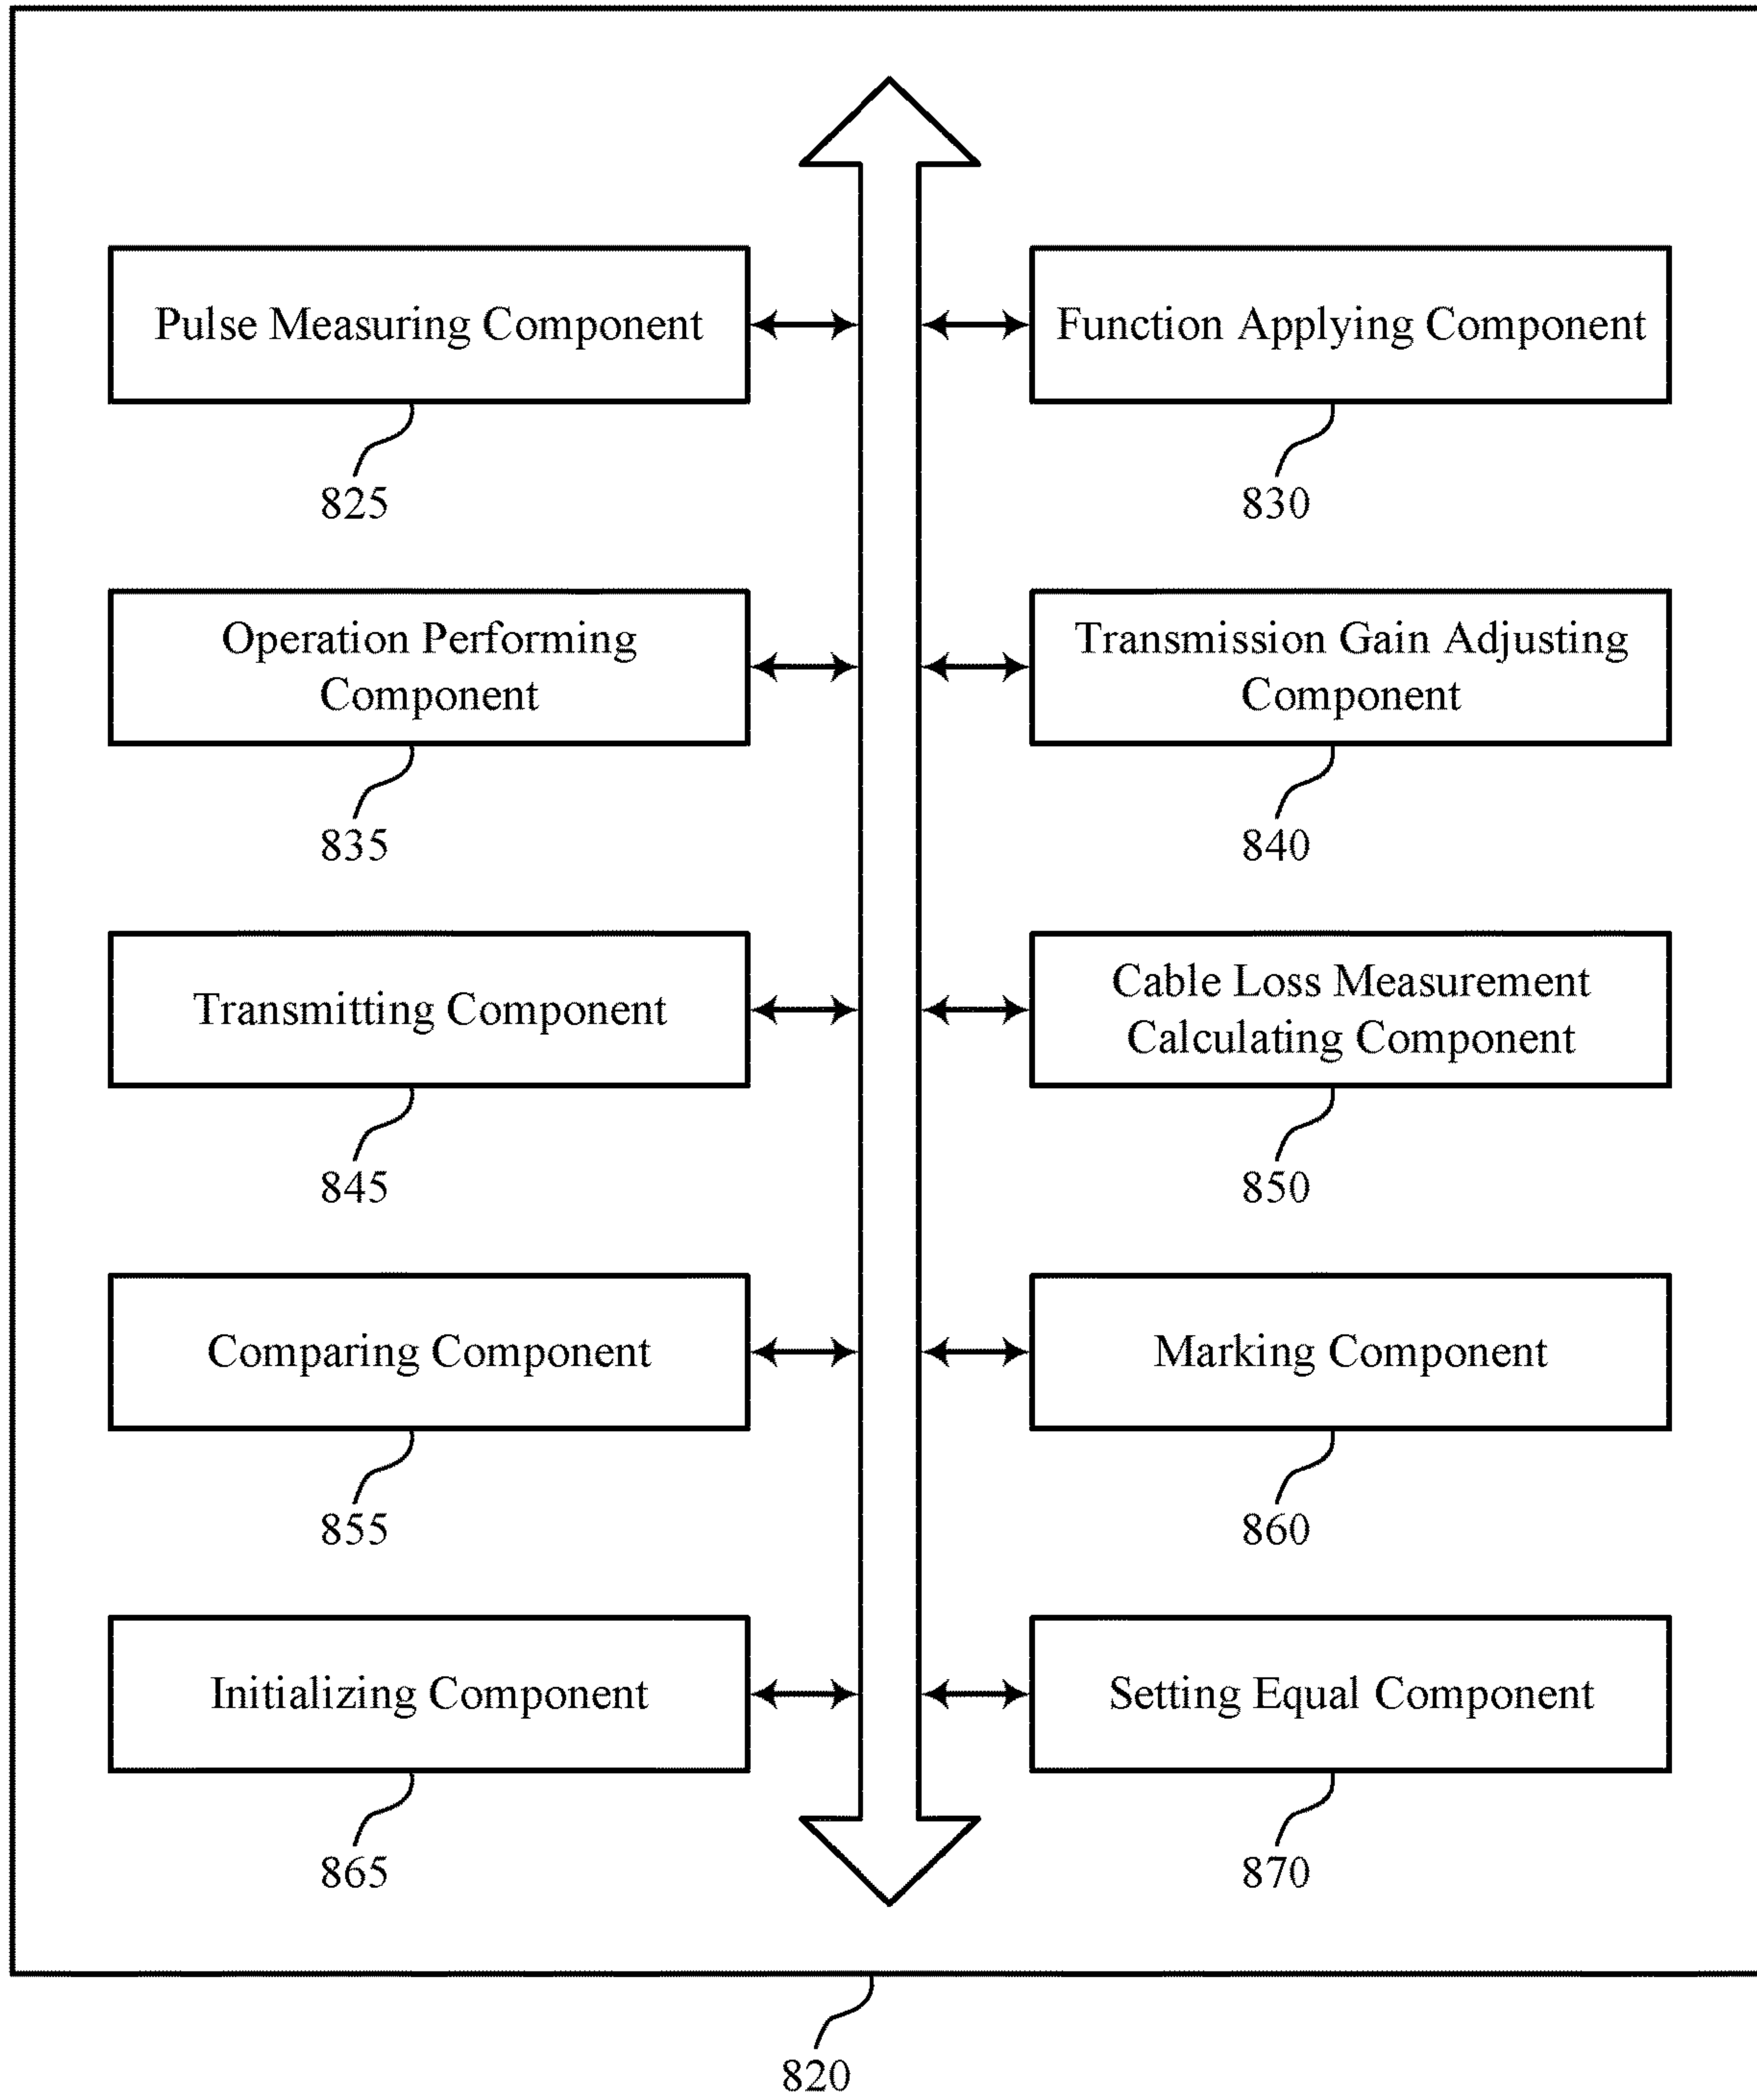 Pulse Measuring Component
825
Function Applying Component
830
Operation Performing
Component
835
Transmission Gain Adjusting
Component
840
Transmitting Component
845
Cable Loss Measurement
Calculating Component
850
Comparing Component
855
Marking Component
860
Initializing Component
865
Setting Equal Component
870
820